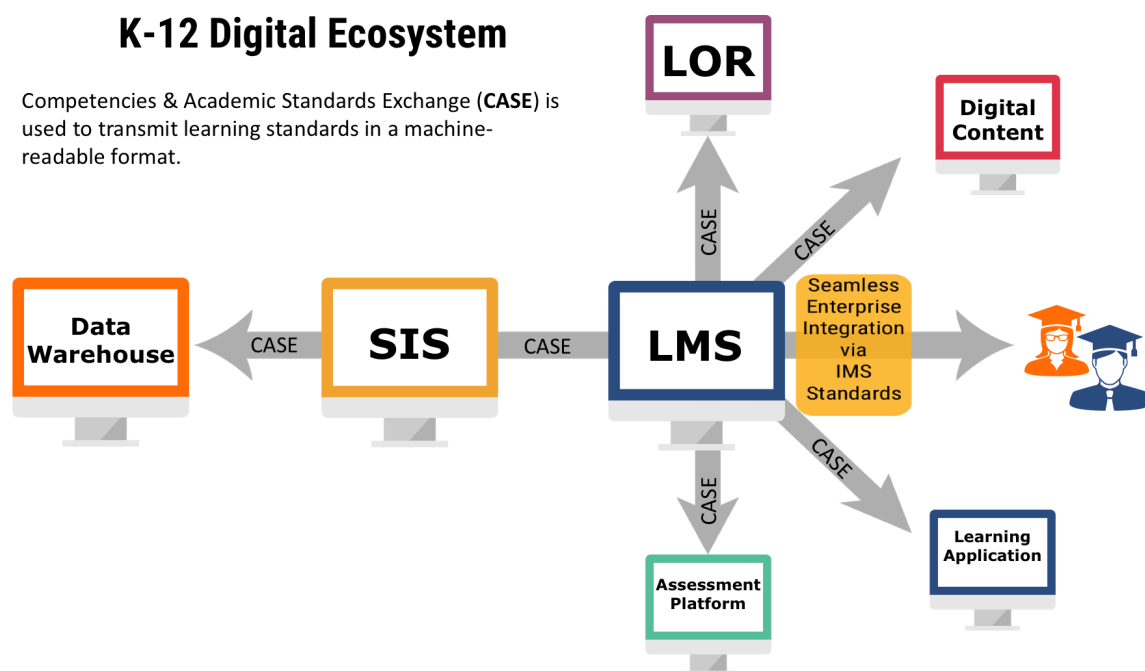 K-12 Digital Ecosystem
Competencies & Academic Standards Exchange (CASE) is
used to transmit learning standards in a machine-
readable format.
LOR
Digital
Content
CASE
CASE
Data
Warehouse
CASE
SIS
CASE
LMS
Seamless
Enterprise
Integration
via
IMS
Standards
CASE
CASE
Assessment
Platform
Learning
Application